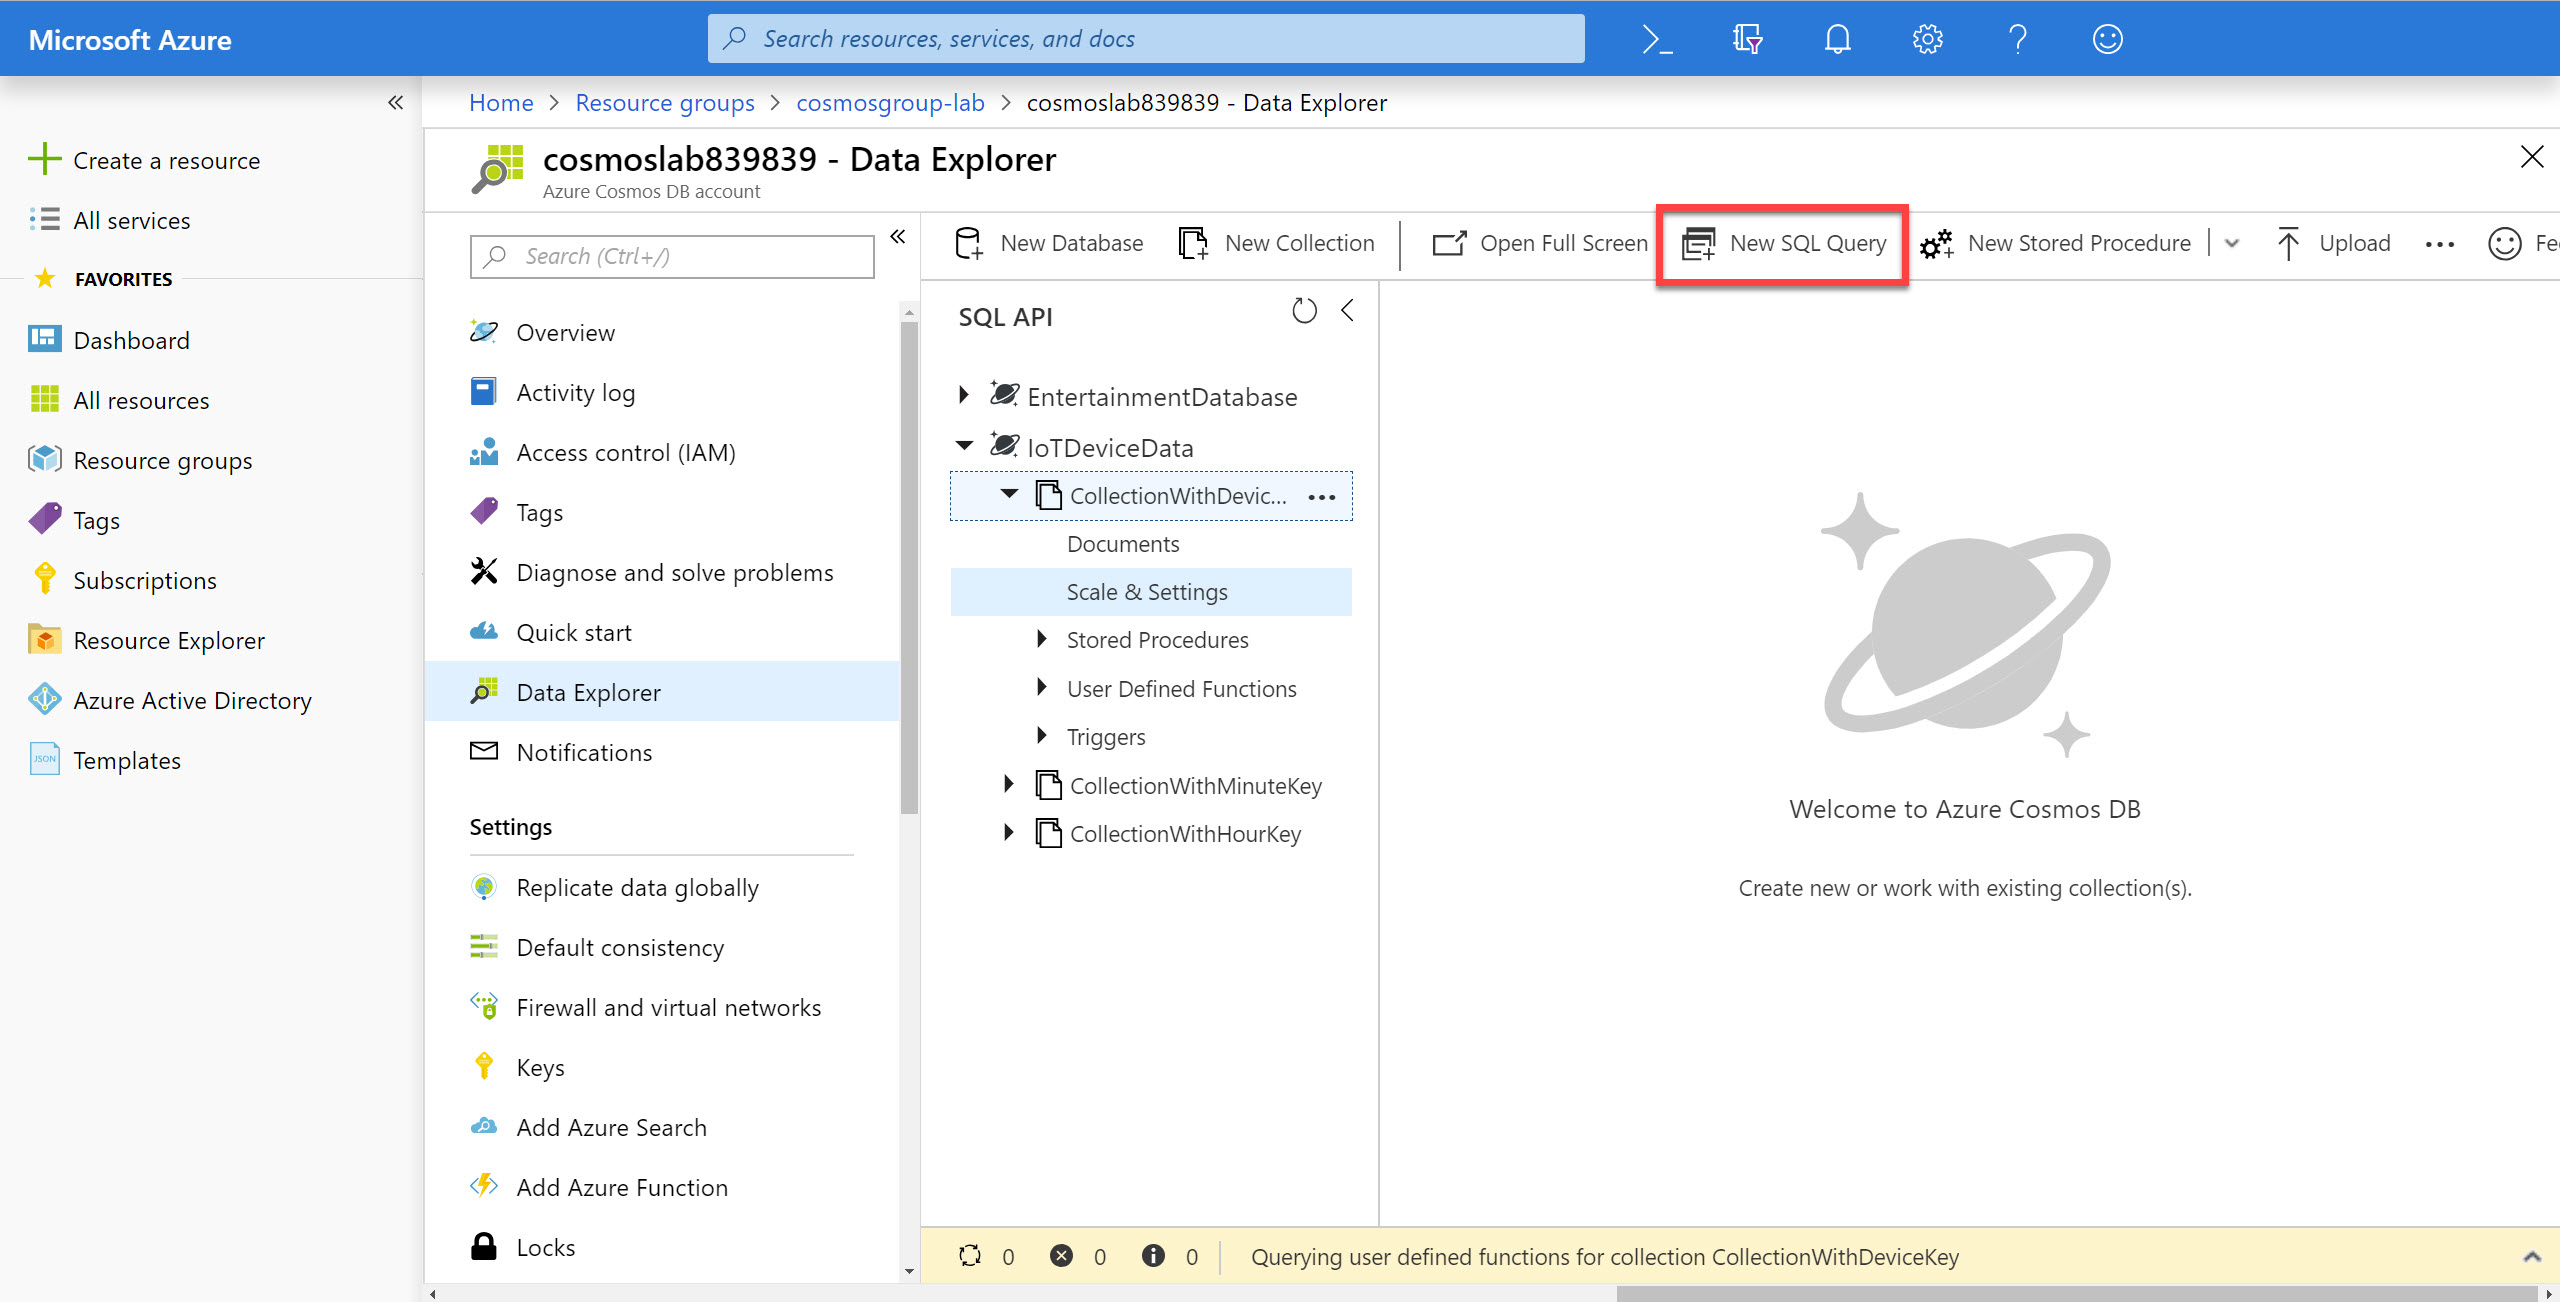 Microsoft Azure
Search resources, services, and docs
Home > Resource groups > cosmosgroup-lab > cosmoslab839839 - Data Explorer
Create a resource
All services
FAVORITES
Dashboard
All resources
Resource groups
Tags
Subscriptions
Resource Explorer
Azure Active Directory
JSON
Templates
cosmoslab839839 - Data Explorer
Azure Cosmos DB account
Search (Ctrl+/)
Overview
Activity log
Access control (IAM)
Tags
Diagnose and solve problems
Quick start
Data Explorer
Notifications
Settings
Replicate data globally
Default consistency
Firewall and virtual networks
Keys
Add Azure Search
Add Azure Function
Locks
New Database
New Collection
Open Full Screen
New SQL Query
New Stored Procedure
Upload
Fe
SQL API
EntertainmentDatabase
IoTDeviceData
CollectionWithDevic...
Documents
Scale & Settings
Stored Procedures
User Defined Functions
Triggers
CollectionWithMinuteKey
CollectionWithHourKey
Welcome to Azure Cosmos DB
Create new or work with existing collection(s).
0 0 0 Querying user defined functions for collection CollectionWithDeviceKey